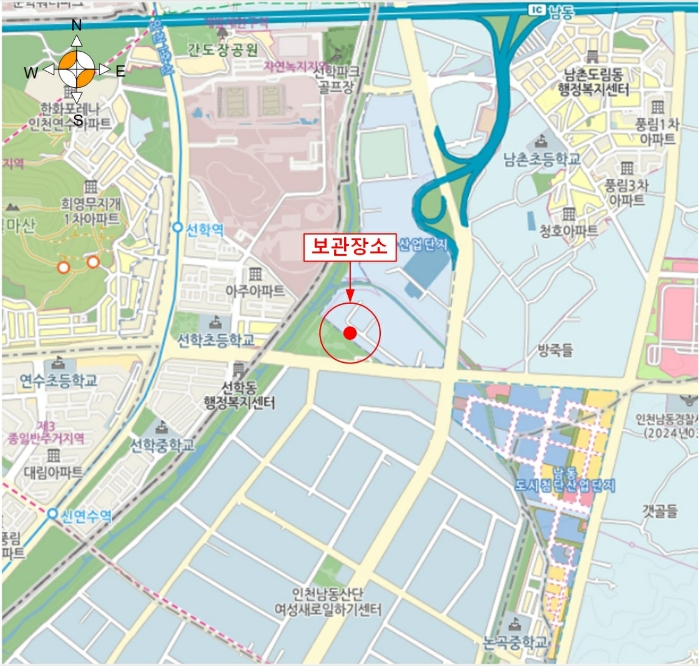 IC 남동
N
W
E
S
간도장공원
자연녹지지역
선학파크
골프장
남촌도림동
행정복지센터
한화포레나
인천연수아파트
풍림1차
아파트
남촌초등학교
지역
희영무지개
1차아파트
풍림3차
아파트
선학역
청호아파트
보관장소
산업단지
아주아파트
선학초등학교
방죽들
연수초등학교
선학동
행정복지센터
제3
종일반주거지역
선학중학교
인천남동경찰서
(2024년0
대림아파트
남동
도시첨단산업단지
신연수역
갯골들
풍림
파트
인천남동산단
여성새로일하기센터
논곡중학교